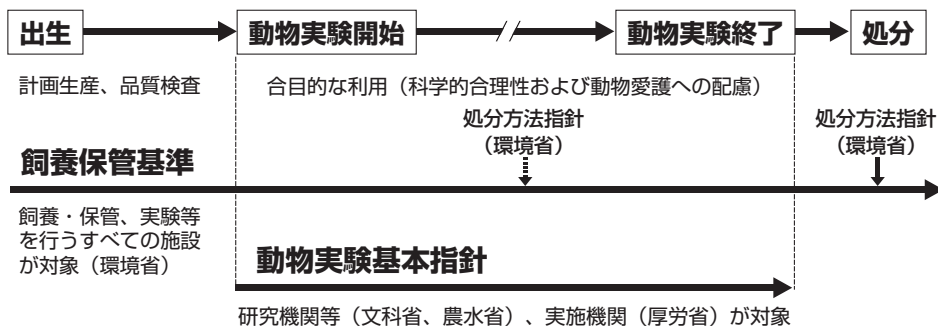 出生
動物実験開始
動物実験終了
処分
計画生産、品質検査
合目的な利用（科学的合理性および動物愛護への配慮）
処分方法指針
（環境省）
処分方法指針
（環境省）
飼養保管基準
飼養・保管、実験等
を行うすべての施設
が対象（環境省）
動物実験基本指針
研究機関等（文科省、農水省）、実施機関（厚労省）が対象